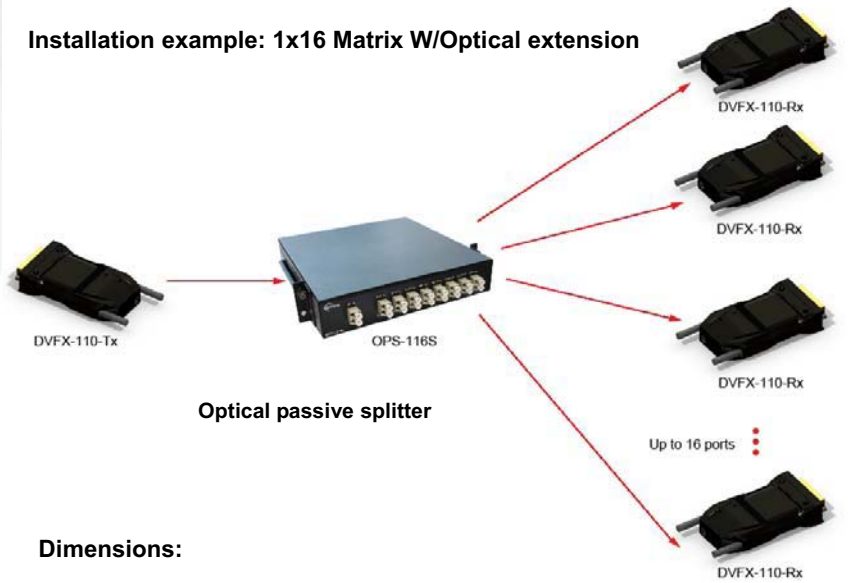 Installation example: 1x16 Matrix W/Optical extension
DVFX-110-Rx
DVFX-110-Rx
DVFX-110-Tx
OPS-116S
DVFX-110-Rx
Optical passive splitter
Up to 16 ports
Dimensions:
DVFX-110-Rx